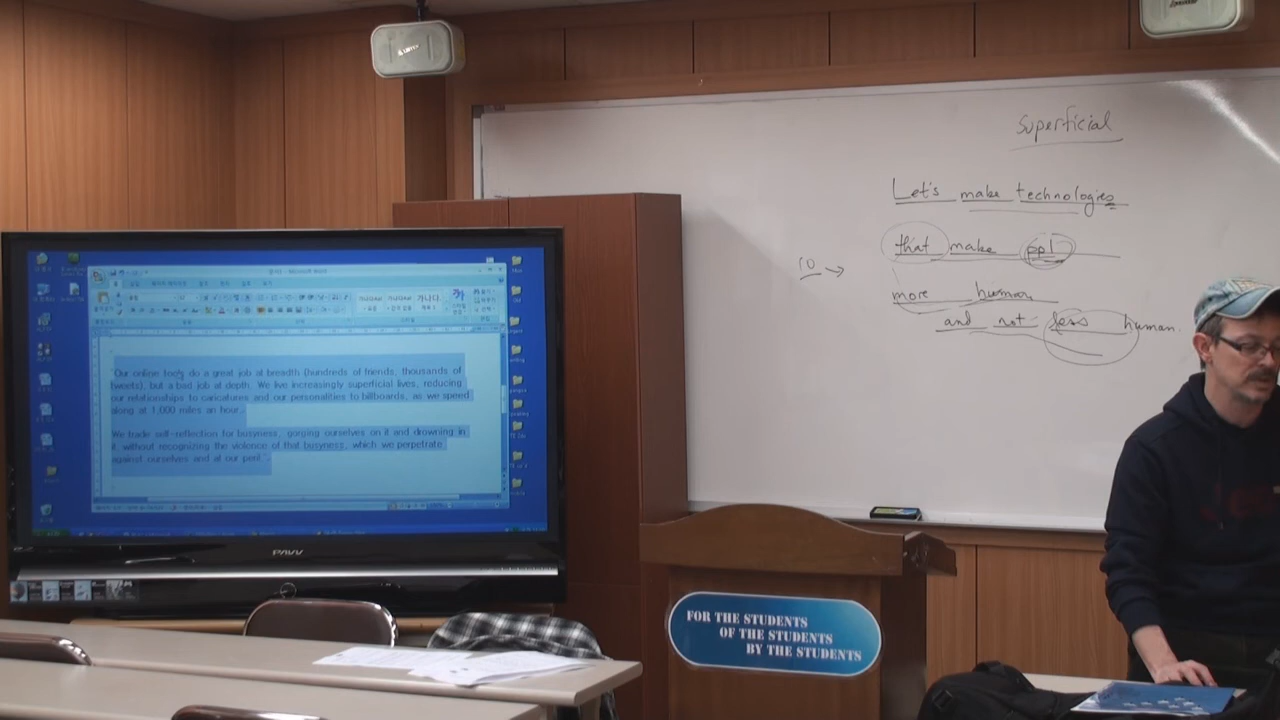 superficial
Let's make technologies
that make ppl
10 →
more human
and not less human.
Microsoft Word
가나다
"Our online tools do a great job at breadth (hundreds of friends, thousands of
tweets), but a bad job at depth. We live increasingly superficial lives, reducing
our relationships to caricatures and our personalities to billboards, as we speed
along at 1,000 miles an hour.
We trade self-reflection for busyness, gorging ourselves on it and drowning in
it, without recognizing the violence of that busyness, which we perpetrate
against ourselves and at our peril."
PAVV
FOR THE STUDENTS
OF THE STUDENTS
BY THE STUDENTS